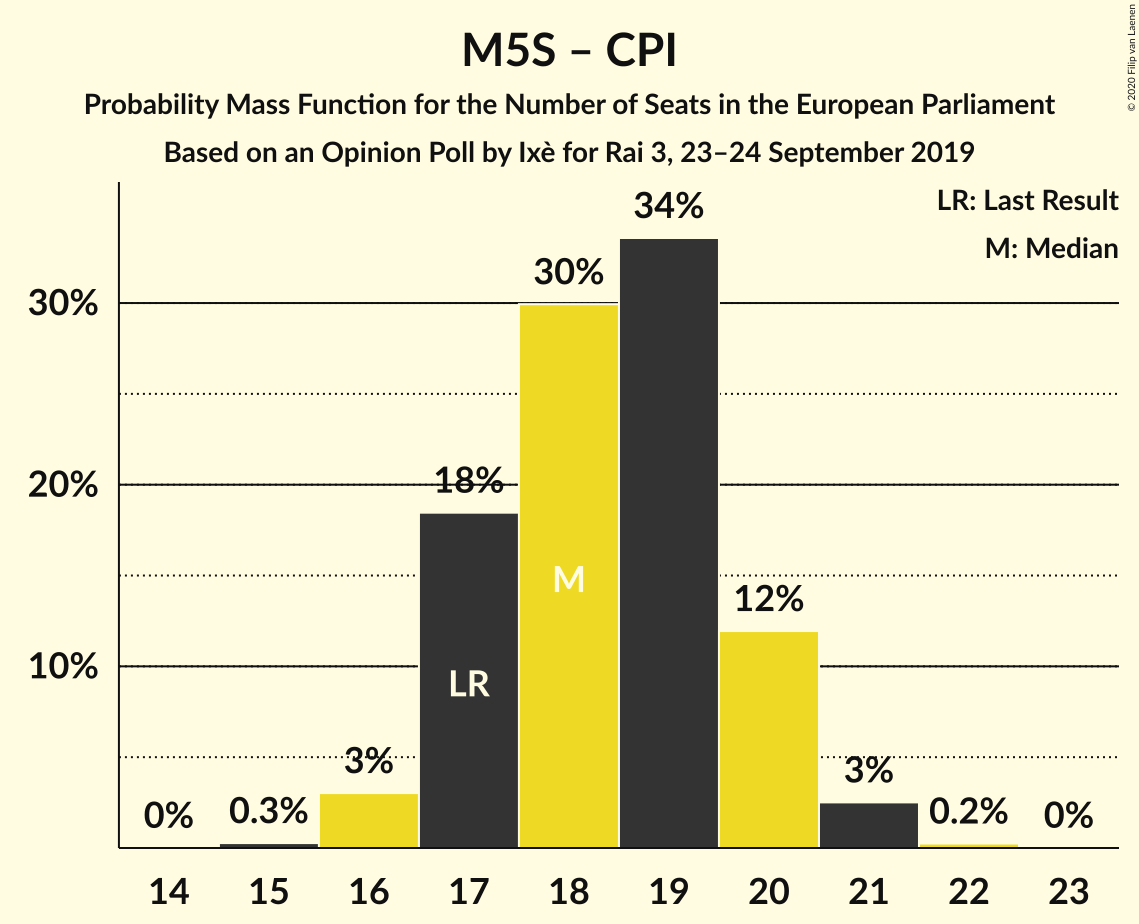 M5S – CPI
Probability Mass Function for the Number of Seats in the European Parliament
Based on an Opinion Poll by Ixè for Rai 3, 23–24 September 2019
© 2020 Filip van Laenen
LR: Last Result
M: Median
34%
30%
30%
18%
20%
M
12%
10%
LR
3%
3%
0%
0.3%
0.2%
0%
14 15 16 17 18 19 20 21 22 23